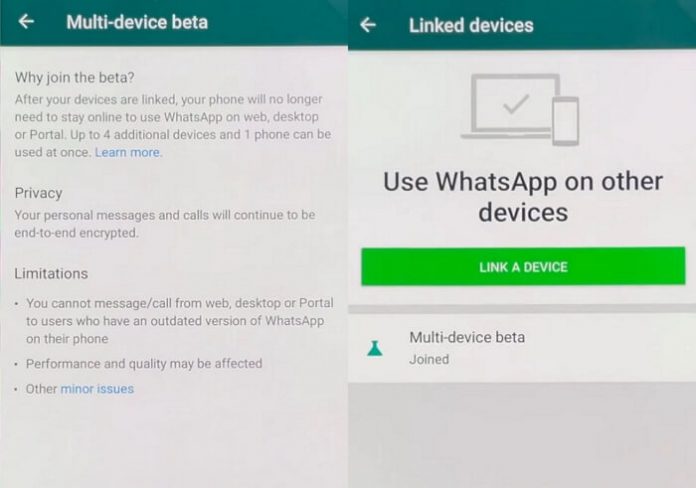 Multi-device beta
Why join the beta?
After your devices are linked, your phone will no longer
need to stay online to use WhatsApp on web, desktop
or Portal. Up to 4 additional devices and 1 phone can be
used at once. Learn more.
Privacy
Your personal messages and calls will continue to be
end-to-end encrypted.
Limitations
• You cannot message/call from web, desktop or Portal
to users who have an outdated version of WhatsApp
on their phone
• Performance and quality may be affected
• Other minor issues
Linked devices
Use WhatsApp on other
devices
LINK A DEVICE
Multi-device beta
Joined